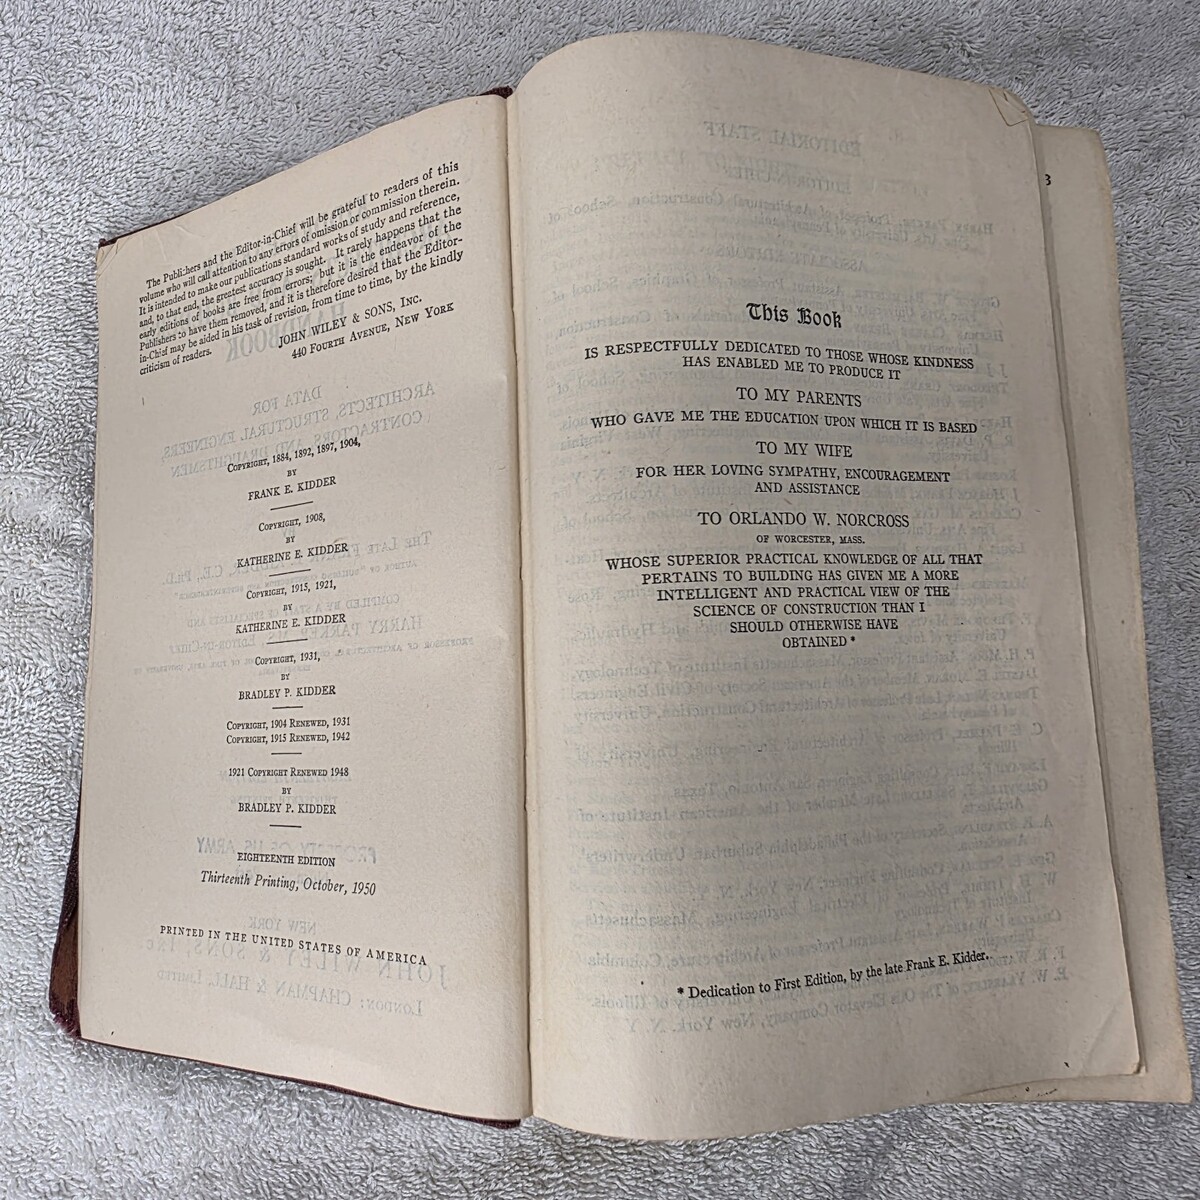 The Publishers and the Editor-in-Chief will be grateful to readers of this
volume who will call attention to any errors of omission or commission therein.
It is intended to make our publications standard works of study and reference,
and, to that end, the greatest accuracy is sought. It rarely happens that the
early editions of books are free from errors; but it is the endeavor of the
Publishers to have them removed, and it is therefore desired that the Editor-
in-Chief may be aided in his task of revision, from time to time, by the kindly
criticism of readers.
JOHN WILEY & SONS, INC.
440 FOURTH AVENUE, NEW YORK
COPYRIGHT, 1884, 1892, 1897, 1904,
BY
FRANK E. KIDDER
COPYRIGHT, 1908,
BY
KATHERINE E. KIDDER
COPYRIGHT, 1915, 1921,
BY
KATHERINE E. KIDDER
COPYRIGHT, 1931,
BY
BRADLEY P. KIDDER
COPYRIGHT, 1904 RENEWED, 1931
COPYRIGHT, 1915 RENEWED, 1942
1921 COPYRIGHT RENEWED 1948
BY
BRADLEY P. KIDDER
EIGHTEENTH EDITION
Thirteenth Printing, October, 1950
PRINTED IN THE UNITED STATES OF AMERICA
This Book
IS RESPECTFULLY DEDICATED TO THOSE WHOSE KINDNESS
HAS ENABLED ME TO PRODUCE IT
TO MY PARENTS
WHO GAVE ME THE EDUCATION UPON WHICH IT IS BASED
TO MY WIFE
FOR HER LOVING SYMPATHY, ENCOURAGEMENT
AND ASSISTANCE
TO ORLANDO W. NORCROSS
OF WORCESTER, MASS.
WHOSE SUPERIOR PRACTICAL KNOWLEDGE OF ALL THAT
PERTAINS TO BUILDING HAS GIVEN ME A MORE
INTELLIGENT AND PRACTICAL VIEW OF THE
SCIENCE OF CONSTRUCTION THAN I
SHOULD OTHERWISE HAVE
OBTAINED *
* Dedication to First Edition, by the late Frank E. Kidder.
3